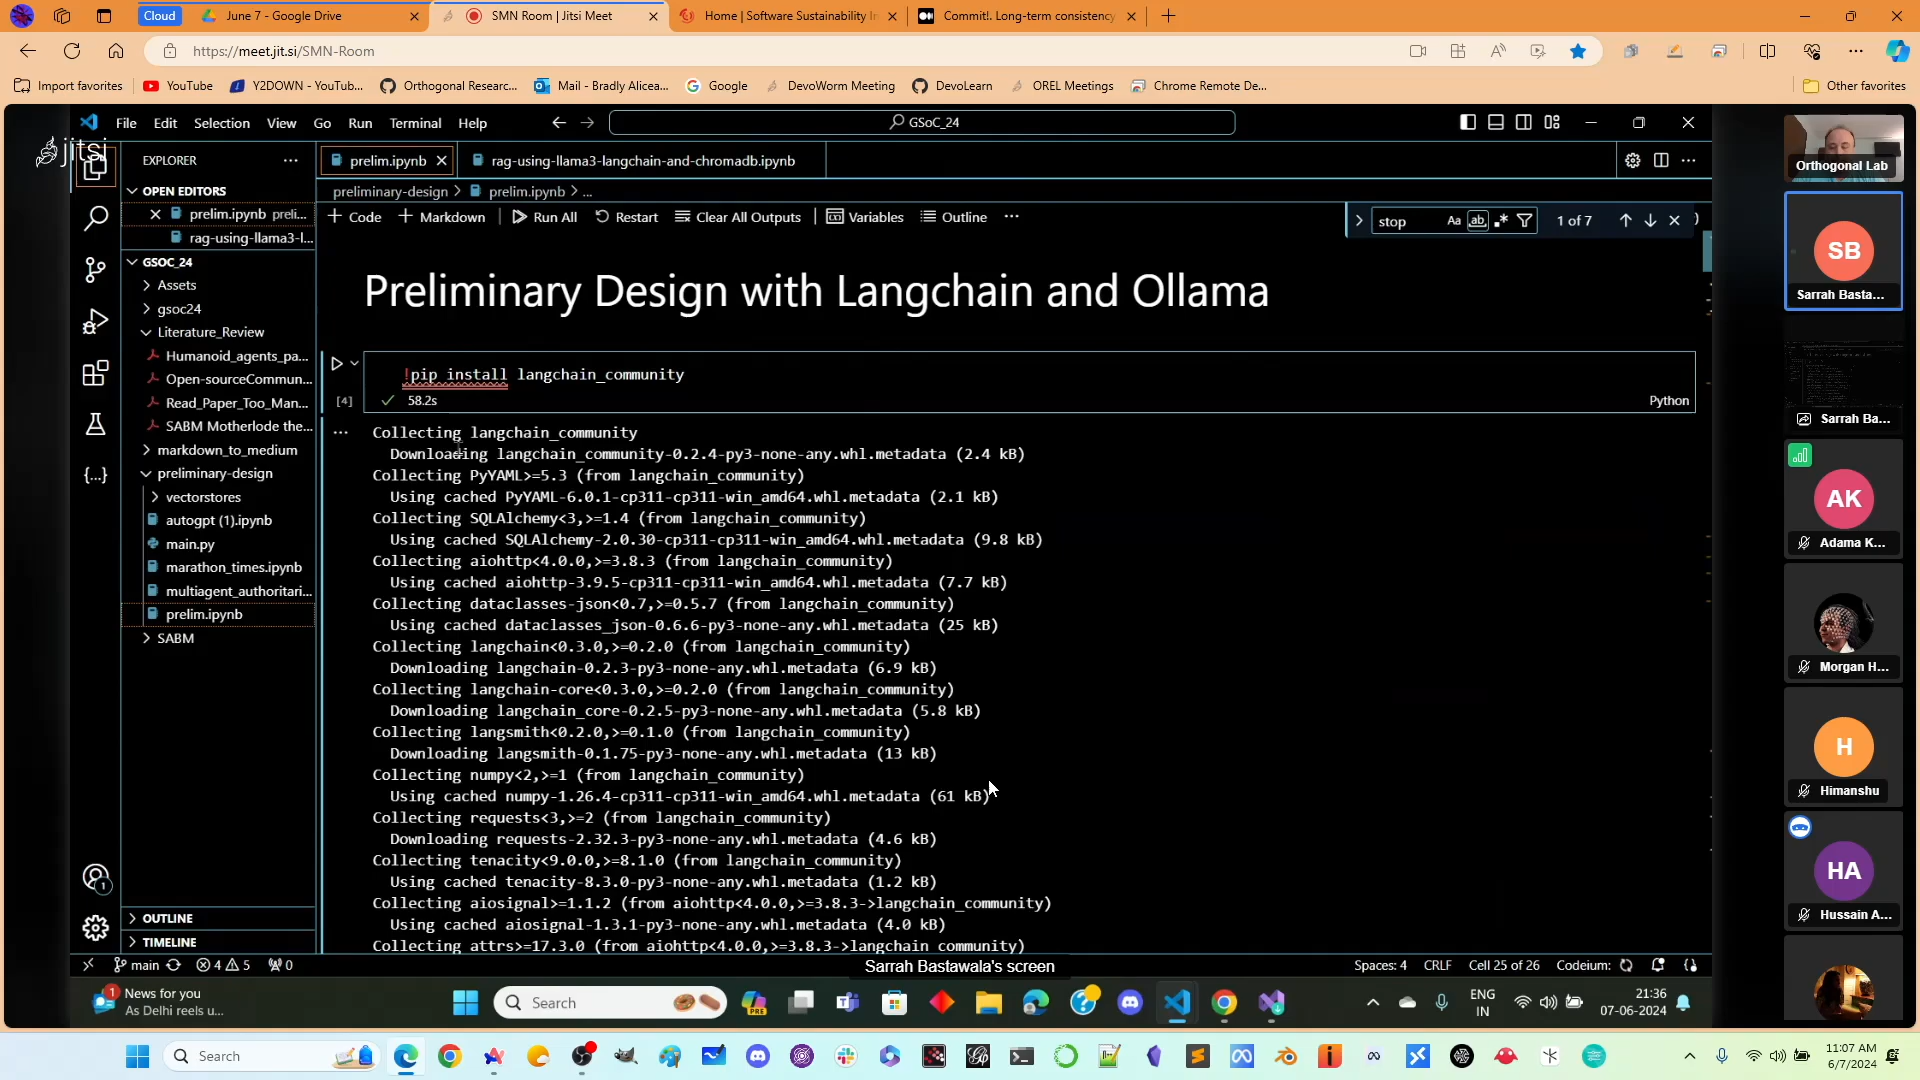 Cloud
June 7 - Google Drive
SMN Room | Jitsi Meet
Home | Software Sustainability In
Commit!. Long-term consistency
https://meet.jit.si/SMN-Room
Import favorites
YouTube
Y2DOWN - YouTub...
Orthogonal Researc...
Mail - Bradly Alicea...
Google
DevoWorm Meeting
DevoLearn
OREL Meetings
Chrome Remote De...
Other favorites
jitsi
File Edit Selection View Go Run Terminal Help
GSoC_24
EXPLORER
OPEN EDITORS
prelim.ipynb preli...
rag-using-llama3-l...
GSOC_24
Assets
gsoc24
Literature_Review
Humanoid_agents_pa...
Open-sourceCommun...
Read_Paper_Too_Man...
SABM Motherlode the...
markdown_to_medium
preliminary-design
vectorstores
autogpt (1).ipynb
main.py
marathon_times.ipynb
multiagent_authoritari...
prelim.ipynb
SABM
OUTLINE
TIMELINE
prelim.ipynb
rag-using-llama3-langchain-and-chromadb.ipynb
preliminary-design > prelim.ipynb > ...
+ Code + Markdown Run All Restart Clear All Outputs Variables Outline ...
stop Aa ab 1 of 7
Preliminary Design with Langchain and Ollama
!pip install langchain_community
[4] 58.2s
Python
Collecting langchain_community
Downloading langchain_community-0.2.4-py3-none-any.whl.metadata (2.4 kB)
Collecting PyYAML>=5.3 (from langchain_community)
Using cached PyYAML-6.0.1-cp311-cp311-win_amd64.whl.metadata (2.1 kB)
Collecting SQLAlchemy<3,>=1.4 (from langchain_community)
Using cached SQLAlchemy-2.0.30-cp311-cp311-win_amd64.whl.metadata (9.8 kB)
Collecting aiohttp<4.0.0,>=3.8.3 (from langchain_community)
Using cached aiohttp-3.9.5-cp311-cp311-win_amd64.whl.metadata (7.7 kB)
Collecting dataclasses-json<0.7,>=0.5.7 (from langchain_community)
Using cached dataclasses_json-0.6.6-py3-none-any.whl.metadata (25 kB)
Collecting langchain<0.3.0,>=0.2.0 (from langchain_community)
Downloading langchain-0.2.3-py3-none-any.whl.metadata (6.9 kB)
Collecting langchain-core<0.3.0,>=0.2.0 (from langchain_community)
Downloading langchain_core-0.2.5-py3-none-any.whl.metadata (5.8 kB)
Collecting langsmith<0.2.0,>=0.1.0 (from langchain_community)
Downloading langsmith-0.1.75-py3-none-any.whl.metadata (13 kB)
Collecting numpy<2,>=1 (from langchain_community)
Using cached numpy-1.26.4-cp311-cp311-win_amd64.whl.metadata (61 kB)
Collecting requests<3,>=2 (from langchain_community)
Downloading requests-2.32.3-py3-none-any.whl.metadata (4.6 kB)
Collecting tenacity<9.0.0,>=8.1.0 (from langchain_community)
Using cached tenacity-8.3.0-py3-none-any.whl.metadata (1.2 kB)
Collecting aiosignal>=1.1.2 (from aiohttp<4.0.0,>=3.8.3->langchain_community)
Using cached aiosignal-1.3.1-py3-none-any.whl.metadata (4.0 kB)
Collecting attrs>=17.3.0 (from aiohttp<4.0.0,>=3.8.3->langchain_community)
main 4 5 0
Sarrah Bastawala's screen
Spaces: 4 CRLF Cell 25 of 26 Codeium:
Orthogonal Lab
SB
Sarrah Basta...
Sarrah Ba...
AK
Adama K...
Morgan H...
H
Himanshu
HA
Hussain A...
1
News for you
As Delhi reels u...
Search
PRE
ENG
IN
21:36
07-06-2024
Search
11:07 AM
6/7/2024